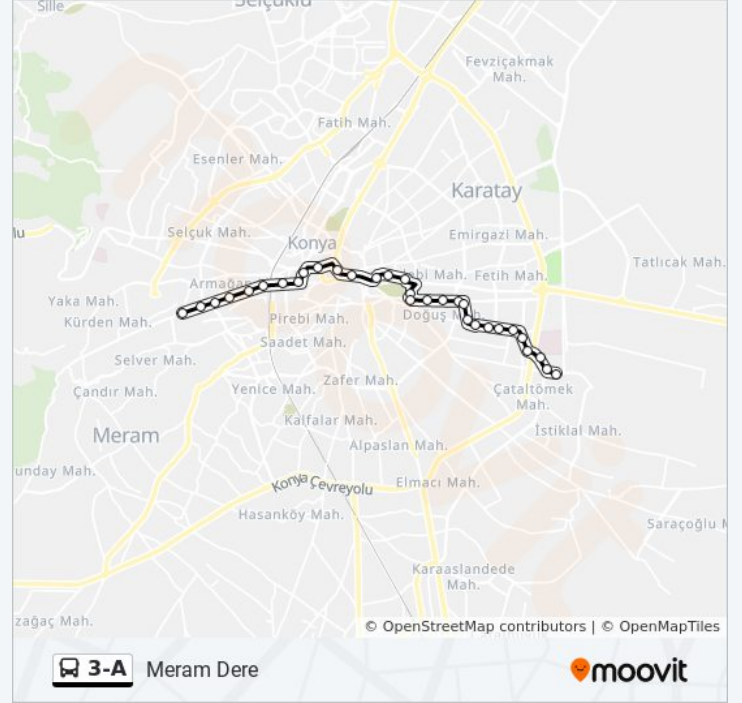 Sille
Selçuklu
Fevziçakmak
Mah.
Fatih Mah.
Esenler Mah.
Karatay
Selçuk Mah.
Emirgazi Mah.
Konya
Tatlıcak Mah.
Fetih Mah.
Yaka Mah.
Kürden Mah.
Pirebi Mah.
Saadet Mah.
Selver Mah.
Zafer Mah.
Yenice Mah.
Çandır Mah.
Çataltömek
Mah.
Kalfalar Mah.
İstiklal Mah.
Meram
Alpaslan Mah.
unday Mah.
Konya Çevreyolu
Elmacı Mah.
Hasanköy Mah.
Saraçoğlu M
Karaaslandede
Mah.
zağaç Mah.
© OpenStreetMap contributors | © OpenMapTiles
3-A Meram Dere
moovit